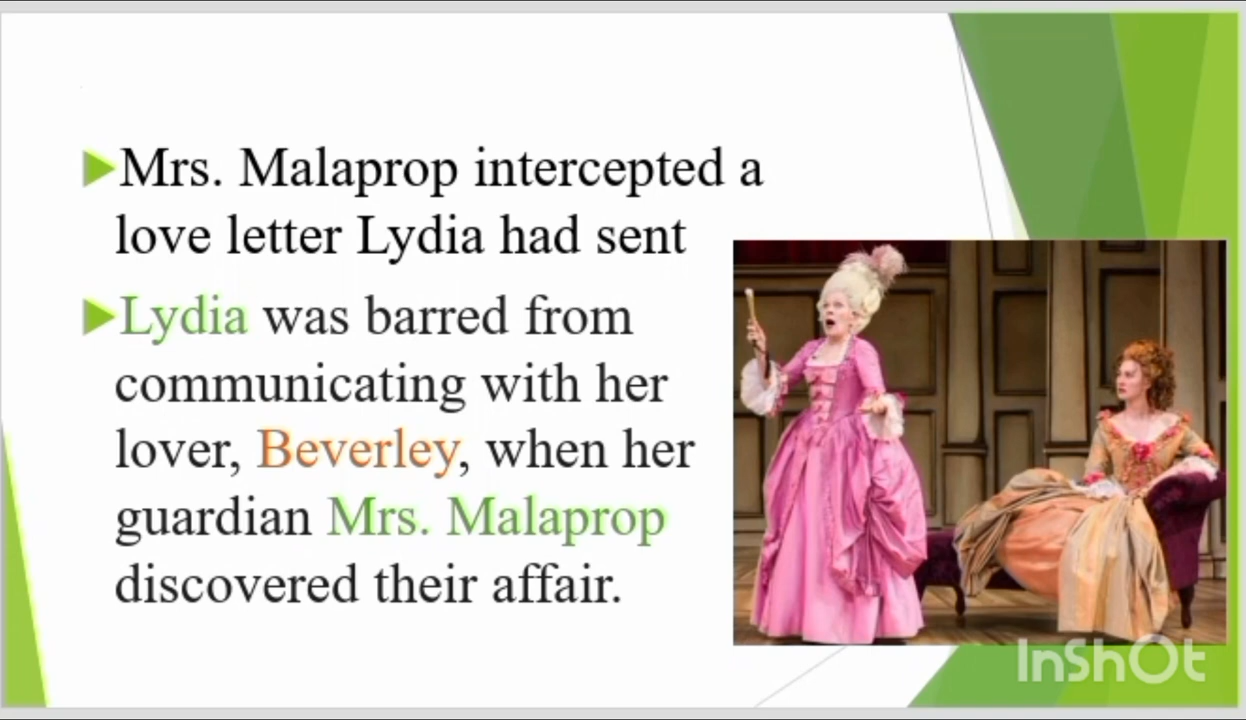 Mrs. Malaprop intercepted a
love letter Lydia had sent
Lydia was barred from
communicating with her
lover, Beverley, when her
guardian Mrs. Malaprop
discovered their affair.
InShOt